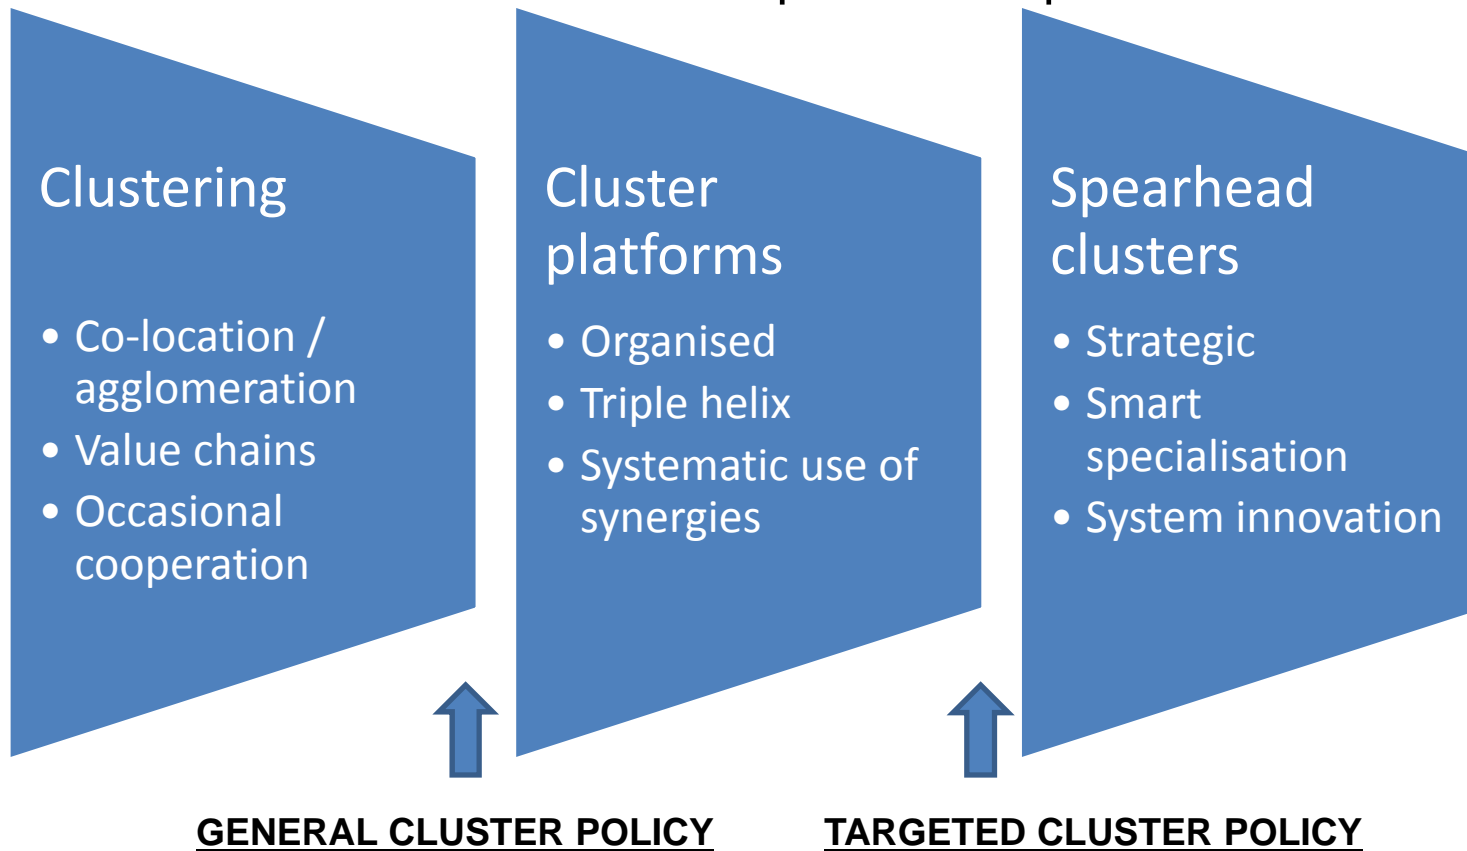 Clustering
• Co-location /
agglomeration
• Value chains
• Occasional
cooperation
Cluster
platforms
• Organised
• Triple helix
• Systematic use of
synergies
Spearhead
clusters
• Strategic
• Smart
specialisation
• System innovation
GENERAL CLUSTER POLICY
TARGETED CLUSTER POLICY